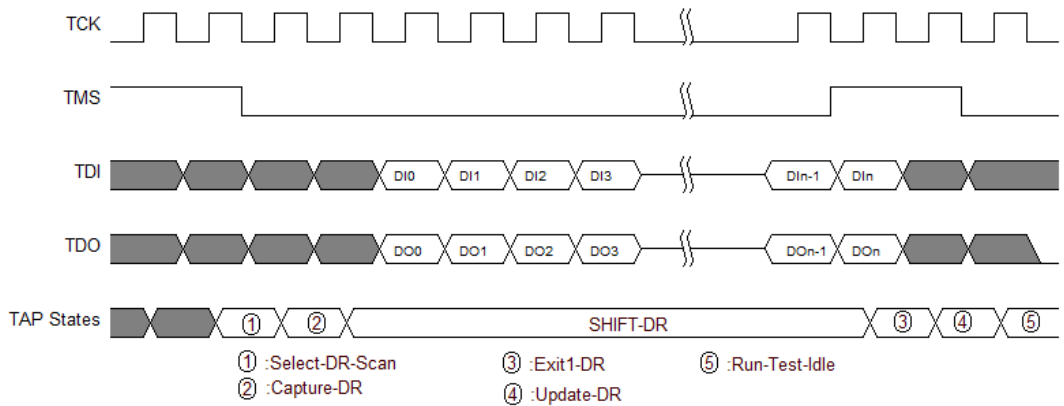 TCK
TMS
TDI DI0 DI1 DI2 DI3 DIn-1 DIn
TDO DO0 DO1 DO2 DO3 DOn-1 DOn
TAP States ① ② SHIFT-DR ③ ④ ⑤
① :Select-DR-Scan ③ :Exit1-DR ⑤ :Run-Test-Idle
② :Capture-DR ④ :Update-DR